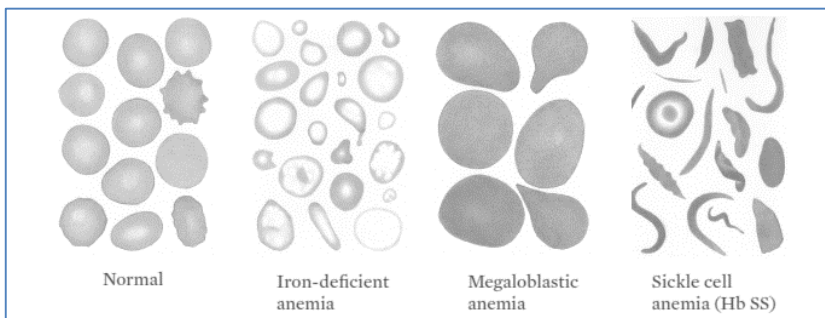 Normal
Iron-deficient
anemia
Megaloblastic
anemia
Sickle cell
anemia (Hb SS)